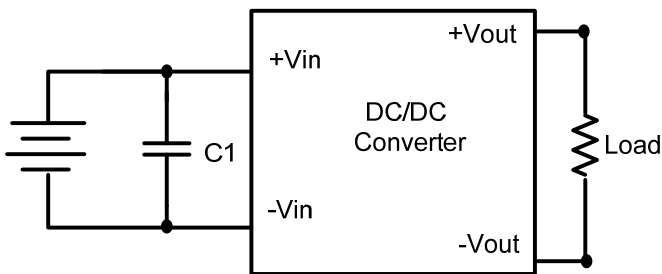 +Vout
+Vin
DC/DC
Converter
C1
Load
-Vin
-Vout